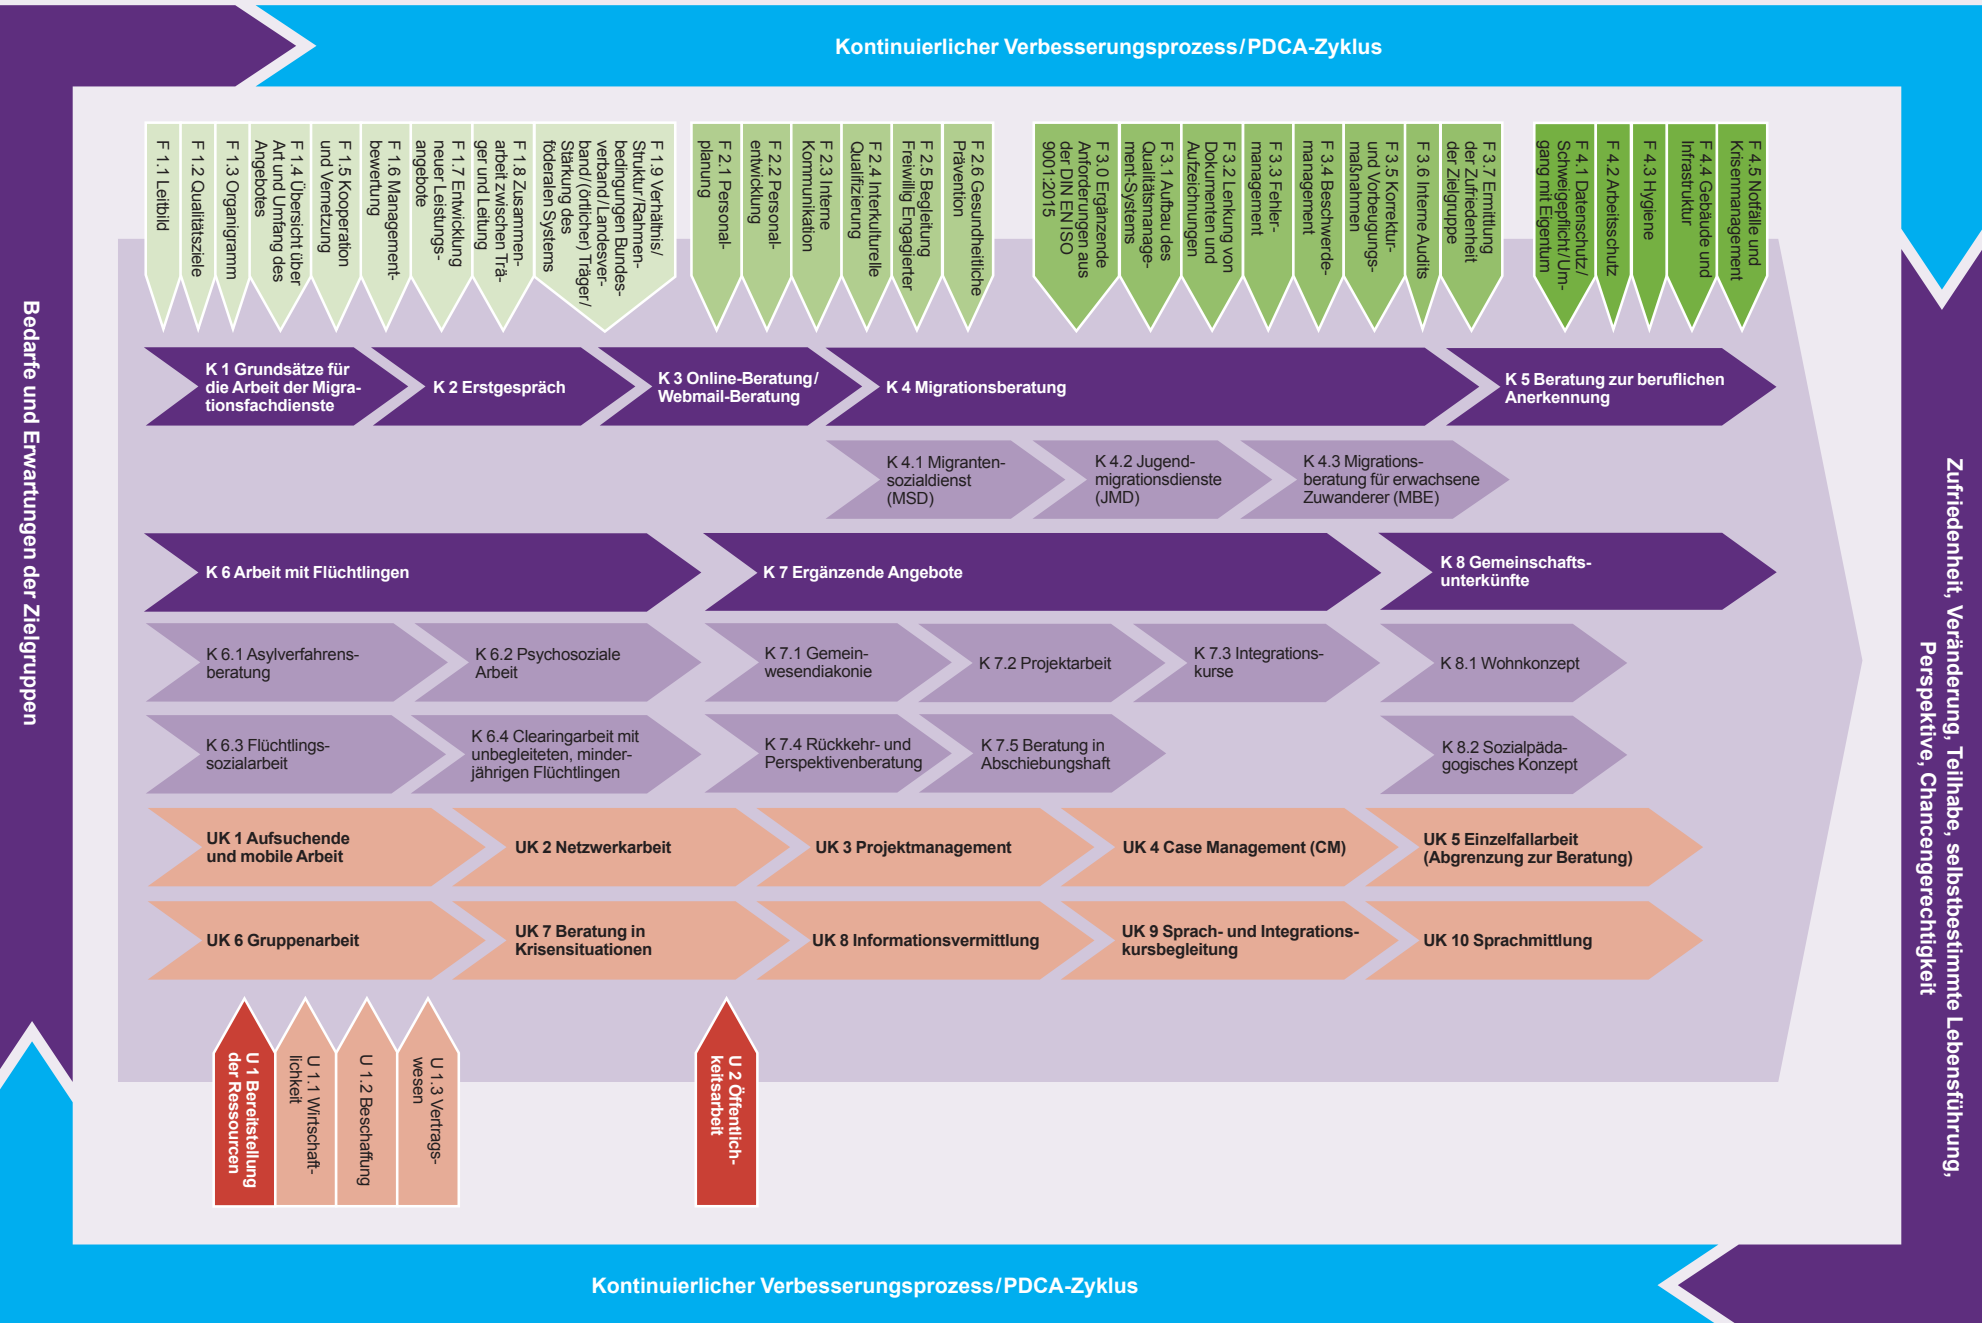 Kontinuierlicher Verbesserungsprozess/PDCA-Zyklus
Bedarfe und Erwartungen der Zielgruppen
F 1.1 Leitbild
F 1.2 Qualitätsziele
F 1.3 Organigramm
F 1.4 Übersicht über
Art und Umfang des
Angebotes
F 1.5 Kooperation
und Vernetzung
F 1.6 Management-
bewertung
F 1.7 Entwicklung
neuer Leistungs-
angebote
F 1.8 Zusammen-
arbeit zwischen Trä-
ger und Leitung
F 1.9 Verhältnis/
Struktur/Rahmen-
bedingungen Bundes-
verband/Landesver-
band/(örtlicher) Träger/
Stärkung des
föderalen Systems
F 2.1 Personal-
planung
F 2.2 Personal-
entwicklung
F 2.3 Interne
Kommunikation
F 2.4 Interkulturelle
Qualifizierung
F 2.5 Begleitung
Freiwillig Engagierter
F 2.6 Gesundheitliche
Prävention
F 3.0 Ergänzende
Anforderungen aus
der DIN EN ISO
9001:2015
F 3.1 Aufbau des
Qualitätsmanage-
ment-Systems
F 3.2 Lenkung von
Dokumenten und
Aufzeichnungen
F 3.3 Fehler-
management
F 3.4 Beschwerde-
management
F 3.5 Korrektur-
und Vorbeugungs-
maßnahmen
F 3.6 Interne Audits
F 3.7 Ermittlung
der Zufriedenheit
der Zielgruppe
F 4.1 Datenschutz/
Schweigepflicht/Um-
gang mit Eigentum
F 4.2 Arbeitsschutz
F 4.3 Hygiene
F 4.4 Gebäude und
Infrastruktur
F 4.5 Notfälle und
Krisenmanagement
K 1 Grundsätze für
die Arbeit der Migra-
tionsfachdienste
K 2 Erstgespräch
K 3 Online-Beratung/
Webmail-Beratung
K 4 Migrationsberatung
K 5 Beratung zur beruflichen
Anerkennung
K 4.1 Migranten-
sozialdienst
(MSD)
K 4.2 Jugend-
migrationsdienste
(JMD)
K 4.3 Migrations-
beratung für erwachsene
Zuwanderer (MBE)
K 6 Arbeit mit Flüchtlingen
K 7 Ergänzende Angebote
K 8 Gemeinschafts-
unterkünfte
K 6.1 Asylverfahrens-
beratung
K 6.2 Psychosoziale
Arbeit
K 7.1 Gemein-
wesendiakonie
K 7.2 Projektarbeit
K 7.3 Integrations-
kurse
K 8.1 Wohnkonzept
K 6.3 Flüchtlings-
sozialarbeit
K 6.4 Clearingarbeit mit
unbegleiteten, minder-
jährigen Flüchtlingen
K 7.4 Rückkehr- und
Perspektivenberatung
K 7.5 Beratung in
Abschiebungshaft
K 8.2 Sozialpäda-
gogisches Konzept
UK 1 Aufsuchende
und mobile Arbeit
UK 2 Netzwerkarbeit
UK 3 Projektmanagement
UK 4 Case Management (CM)
UK 5 Einzelfallarbeit
(Abgrenzung zur Beratung)
UK 6 Gruppenarbeit
UK 7 Beratung in
Krisensituationen
UK 8 Informationsvermittlung
UK 9 Sprach- und Integrations-
kursbegleitung
UK 10 Sprachmittlung
U 1 Bereitstellung
der Ressourcen
U 1.1 Wirtschaft-
lichkeit
U 1.2 Beschaffung
U 1.3 Vertrags-
wesen
U 2 Öffentlich-
keitsarbeit
Zufriedenheit, Veränderung, Teilhabe, selbstbestimmte Lebensführung,
Perspektive, Chancengerechtigkeit
Kontinuierlicher Verbesserungsprozess/PDCA-Zyklus